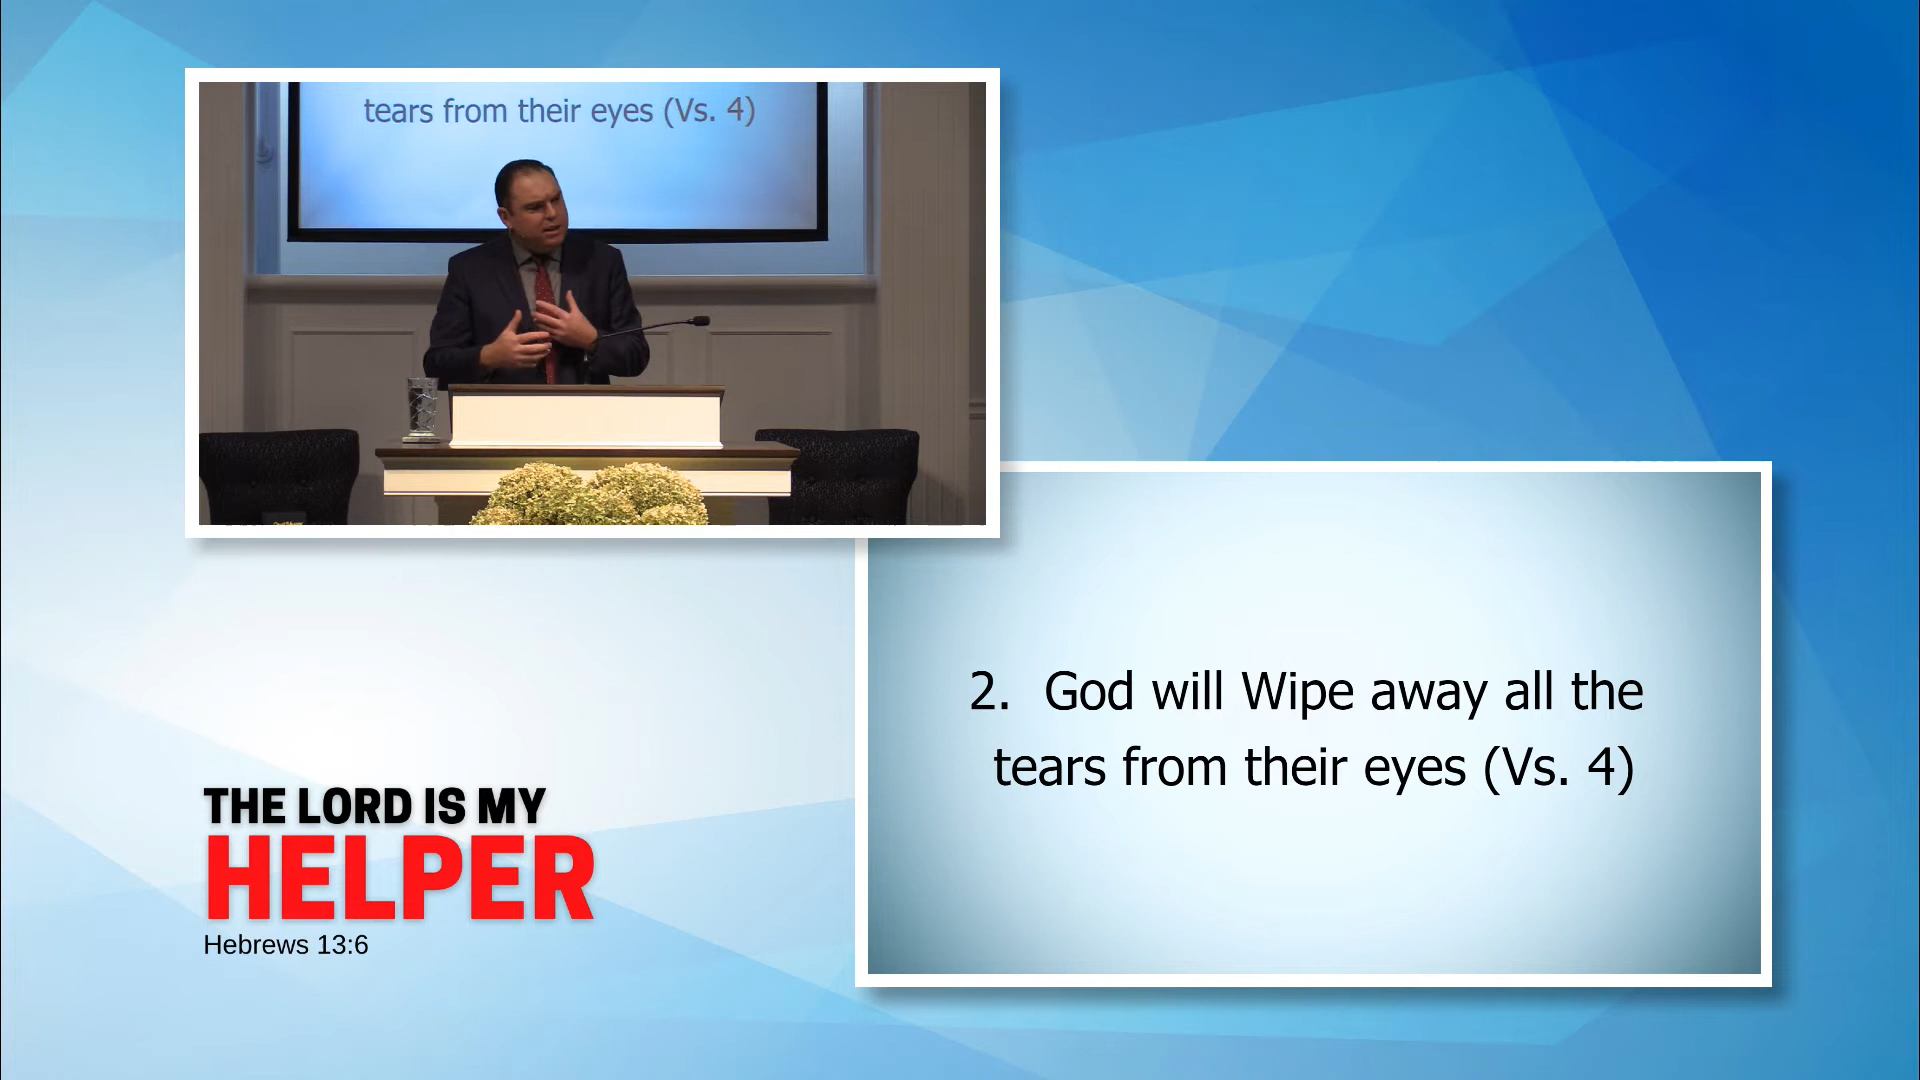 tears from their eyes (Vs. 4)
2. God will Wipe away all the
tears from their eyes (Vs. 4)
THE LORD IS MY
HELPER
Hebrews 13:6